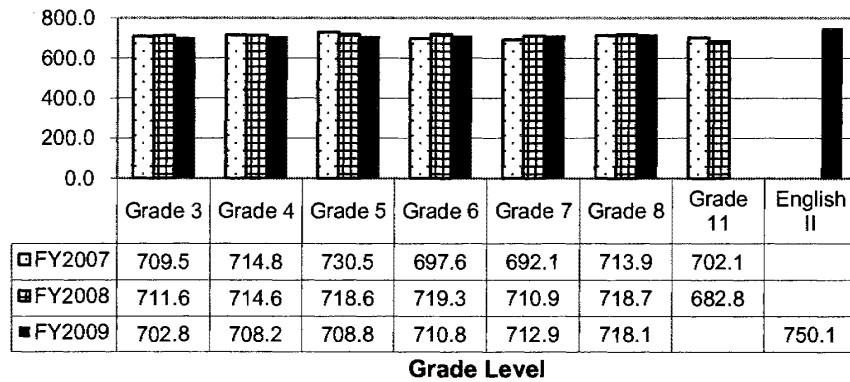 800.0
600.0
400.0
200.0
0.0
Grade 3 Grade 4 Grade 5 Grade 6 Grade 7 Grade 8 Grade 11 English II
FY2007 709.5 714.8 730.5 697.6 692.1 713.9 702.1
FY2008 711.6 714.6 718.6 719.3 710.9 718.7 682.8
FY2009 702.8 708.2 708.8 710.8 712.9 718.1 750.1
Grade Level